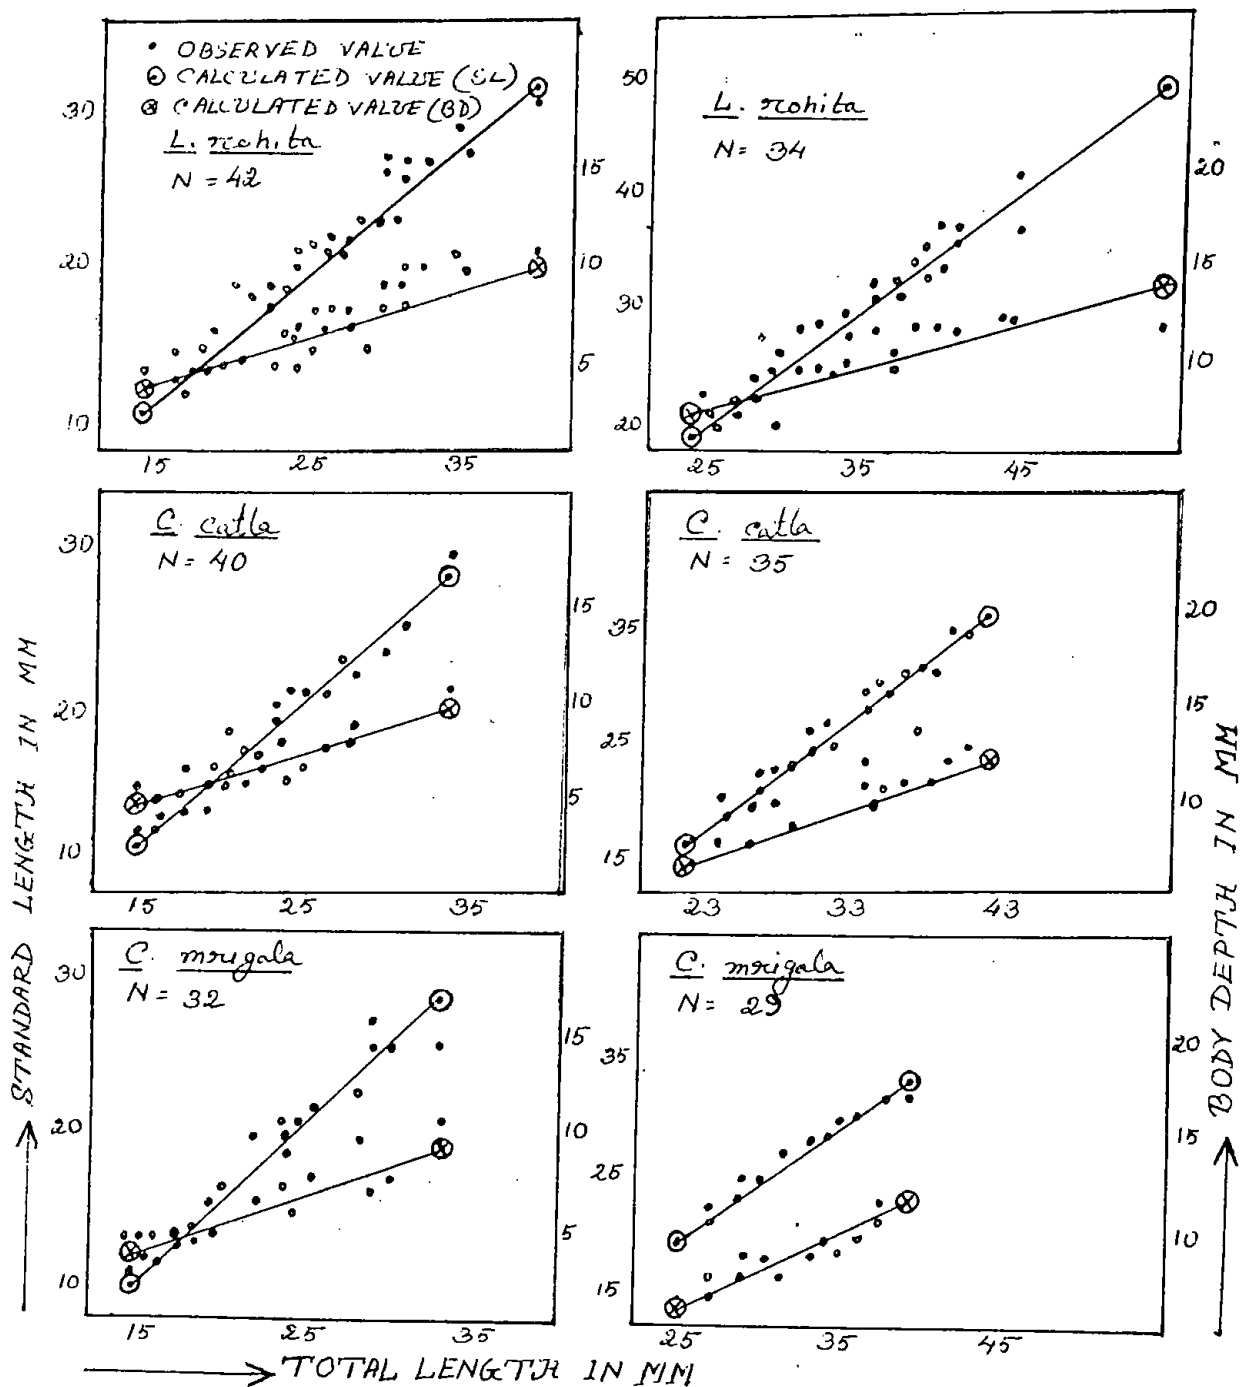 • OBSERVED VALUE
⊙ CALCULATED VALUE (SL)
⊗ CALCULATED VALUE (BD)
L. rohita
N = 42
30
20
10
15
10
5
15 25 35
L. rohita
N = 34
50
40
30
20
20
15
10
25 35 45
C. catla
N = 40
30
20
10
15
10
5
15 25 35
C. catla
N = 35
35
25
15
20
15
10
23 33 43
C. mrigala
N = 32
30
20
10
15
10
5
15 25 35
C. mrigala
N = 29
35
25
15
20
15
10
25 35 45
STANDARD LENGTH IN MM
BODY DEPTH IN MM
TOTAL LENGTH IN MM